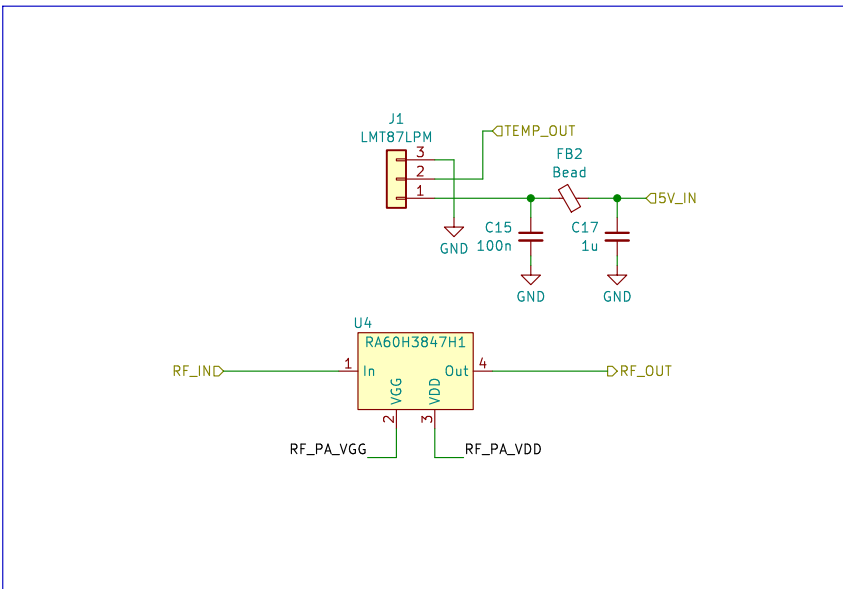 J1
LMT87LPM
3
2
1
TEMP_OUT
FB2
Bead
5V_IN
C15
100n
C17
1u
GND
GND
GND
U4
RA60H3847H1
RF_IN
1
In
Out
4
RF_OUT
VGG
VDD
2
3
RF_PA_VGG
RF_PA_VDD